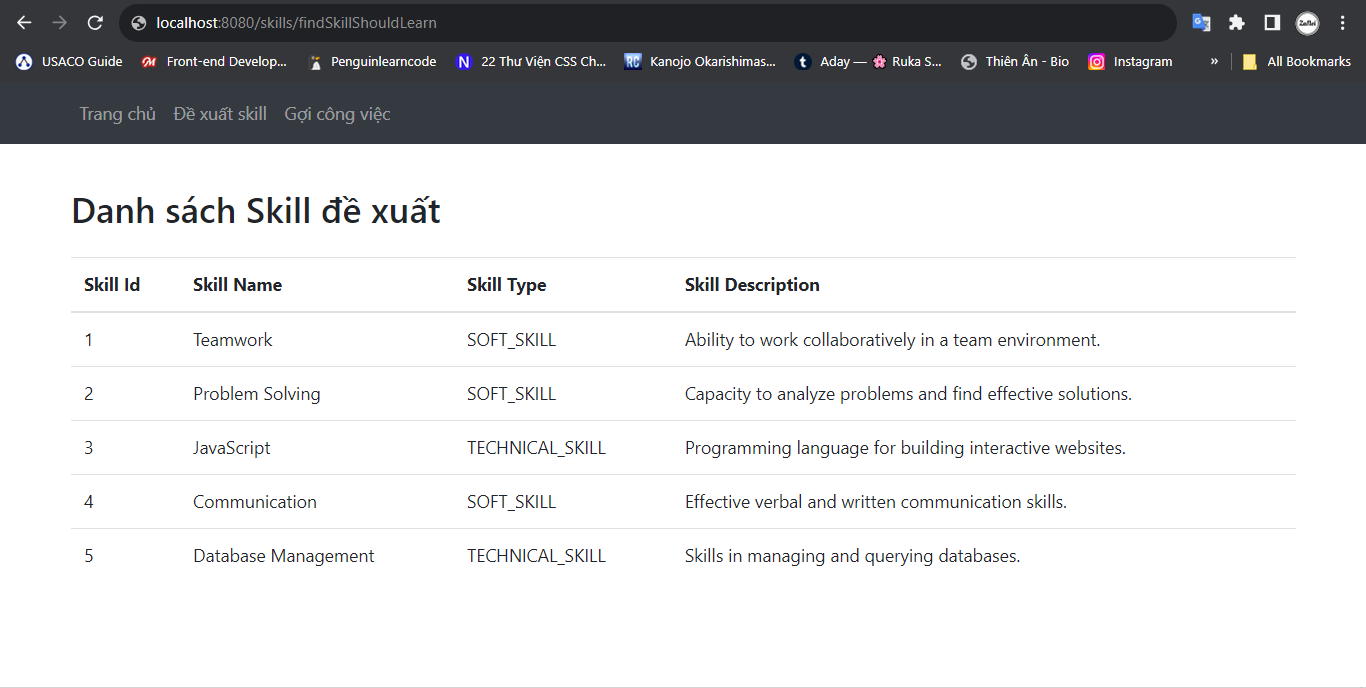 localhost:8080/skills/findSkillShouldLearn
USACO Guide Front-end Develop... Penguinlearncode N 22 Thư Viện CSS Ch... RC Kanojo Okarishimas... t Aday — 🌸 Ruka S... Thiên Ân - Bio Instagram » All Bookmarks
Trang chủ Đề xuất skill Gợi công việc
Danh sách Skill đề xuất
Skill Id Skill Name Skill Type Skill Description
1 Teamwork SOFT_SKILL Ability to work collaboratively in a team environment.
2 Problem Solving SOFT_SKILL Capacity to analyze problems and find effective solutions.
3 JavaScript TECHNICAL_SKILL Programming language for building interactive websites.
4 Communication SOFT_SKILL Effective verbal and written communication skills.
5 Database Management TECHNICAL_SKILL Skills in managing and querying databases.